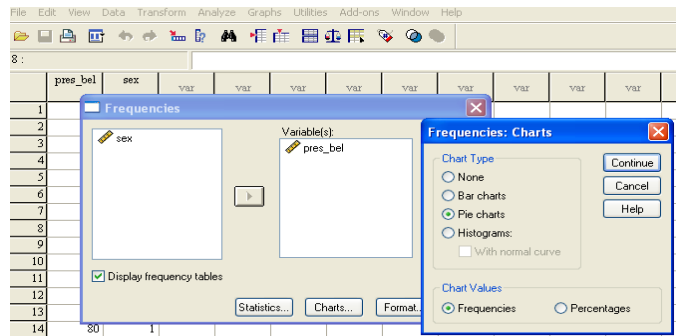 File Edit View Data Transform Analyze Graphs Utilities Add-ons Window Help
8 :
pres_bel sex var var var var var var var var
1
2
3
4
5
6
7
8
9
10
11
12
13
14 80 1
Frequencies
sex
Variable(s):
pres_bel
Display frequency tables
Statistics... Charts... Format..
Frequencies: Charts
Chart Type
None
Bar charts
Pie charts
Histograms:
With normal curve
Continue
Cancel
Help
Chart Values
Frequencies Percentages